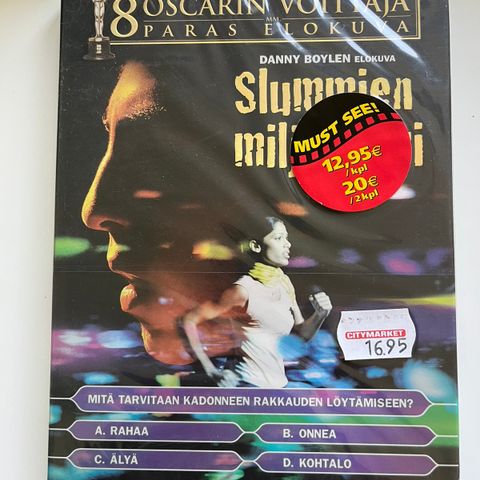 8 OSCARIN VOITTAJA
MM.
PARAS ELOKUVA
DANNY BOYLEN ELOKUVA
Slummien
MUST SEE!
12,95€
/kpl
20€
/2kpl
CITYMARKET
16.95
MITÄ TARVITAAN KADONNEEN RAKKAUDEN LÖYTÄMISEEN?
A. RAHAA
B. ONNEA
C. ÄLYÄ
D. KOHTALO